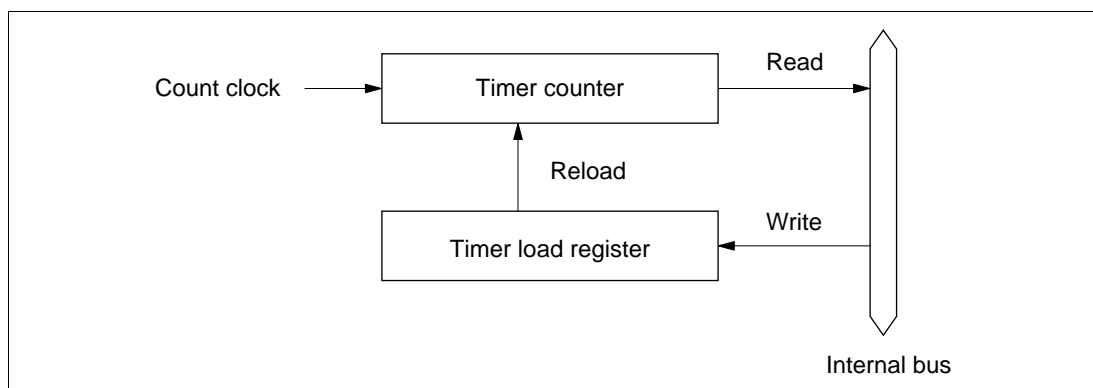 Read
Count clock
Timer counter
Reload
Write
Timer load register
Internal bus